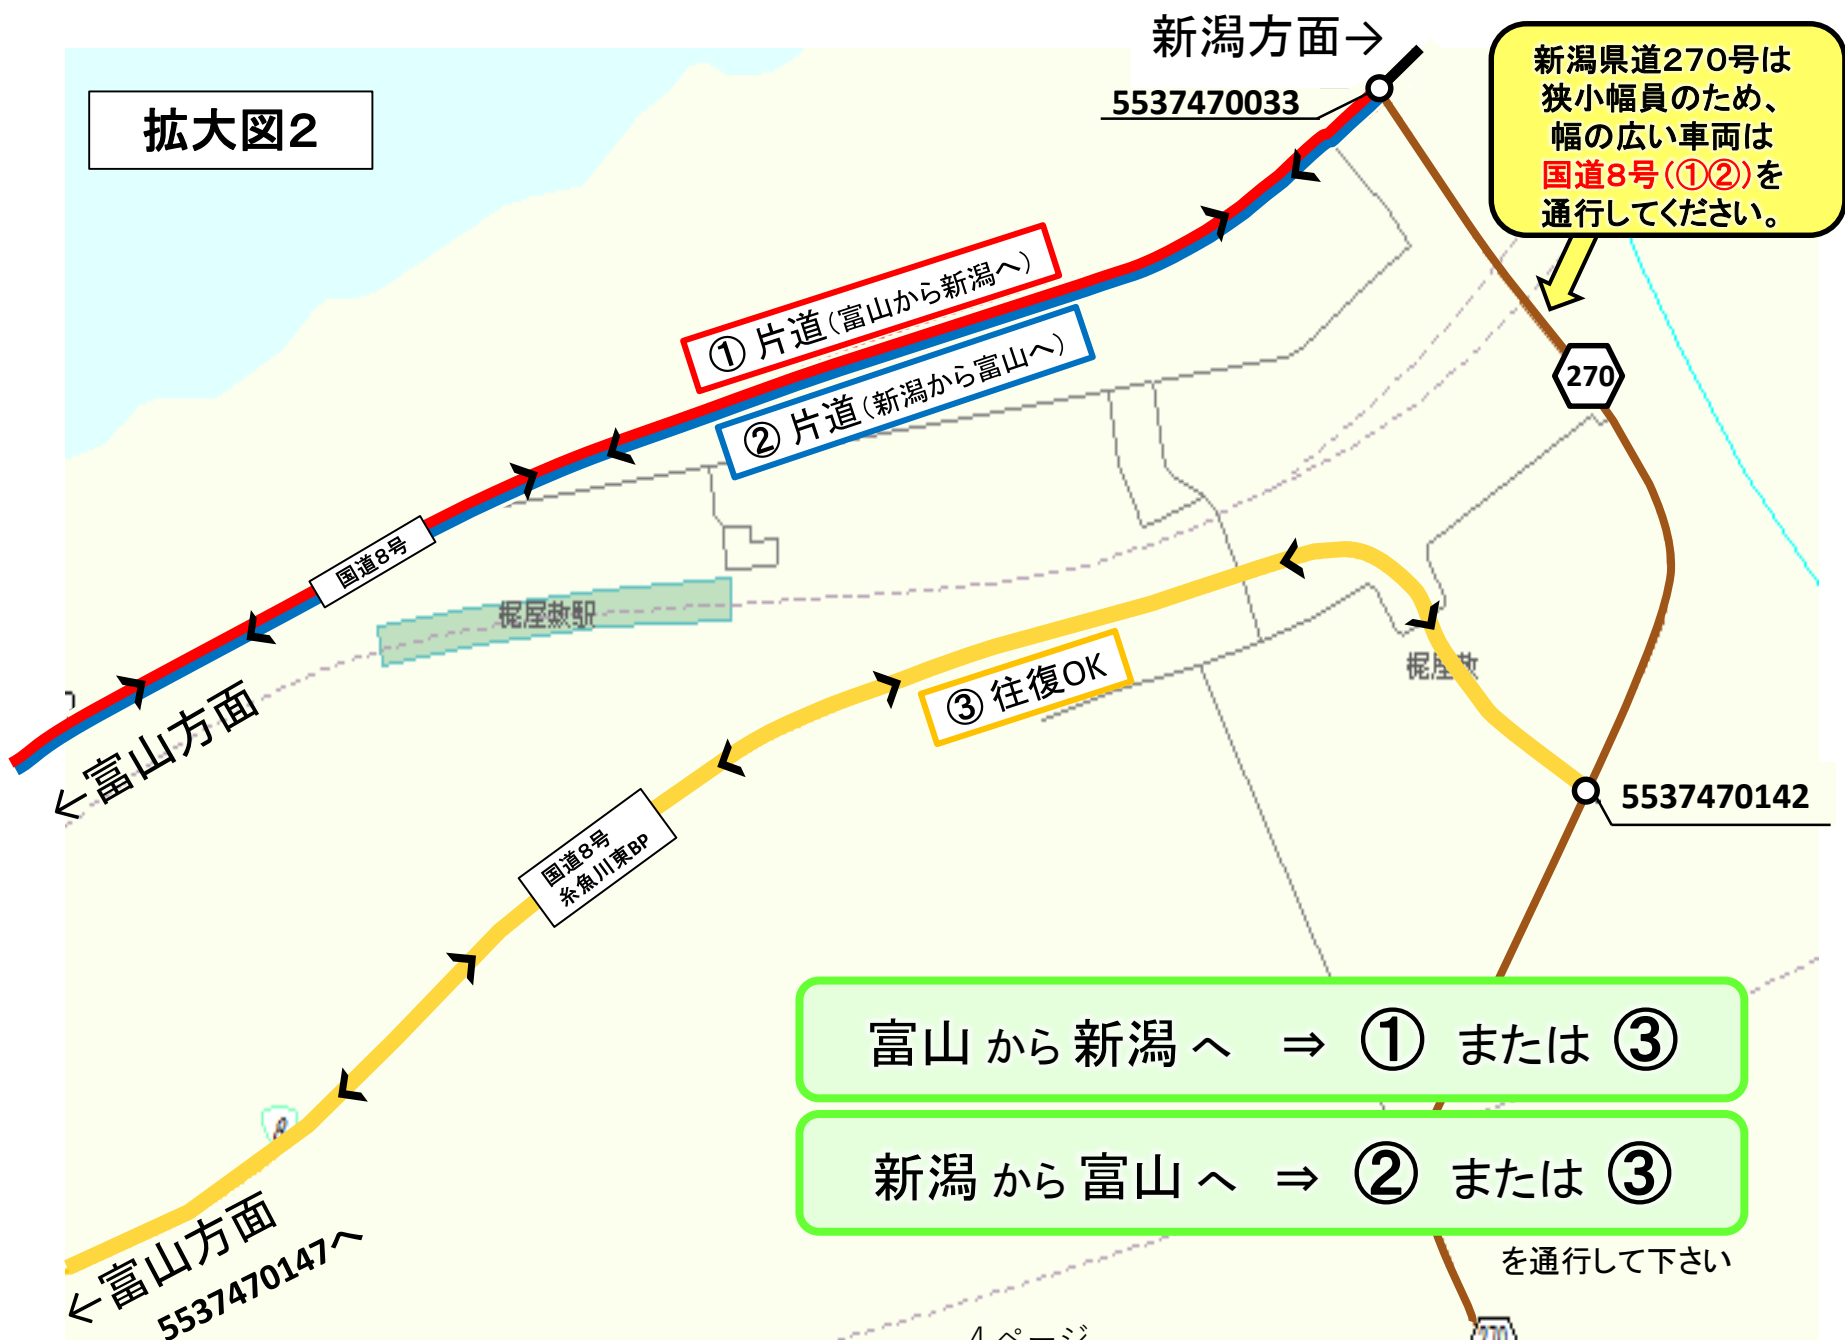 拡大図2
新潟方面→
5537470033
新潟県道270号は
狭小幅員のため、
幅の広い車両は
国道8号(①②)を
通行してください。
① 片道(富山から新潟へ)
② 片道(新潟から富山へ)
270
国道8号
梶屋敷駅
←富山方面
③ 往復OK
梶屋敷
5537470142
国道8号
糸魚川東BP
富山 から 新潟 へ ⇒ ① または ③
新潟 から 富山 へ ⇒ ② または ③
を通行して下さい
8
←富山方面
5537470147へ
4 ページ
270